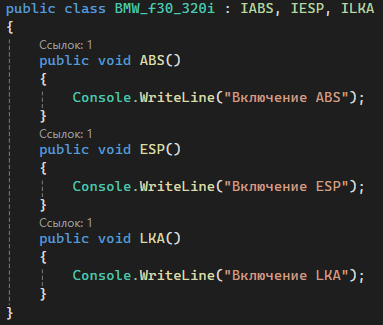 public class BMW_f30_320i : IABS, IESP, ILKA
{
Ссылок: 1
public void ABS()
{
Console.WriteLine("Включение ABS");
}
Ссылок: 1
public void ESP()
{
Console.WriteLine("Включение ESP");
}
Ссылок: 1
public void LKA()
{
Console.WriteLine("Включение LKA");
}
}